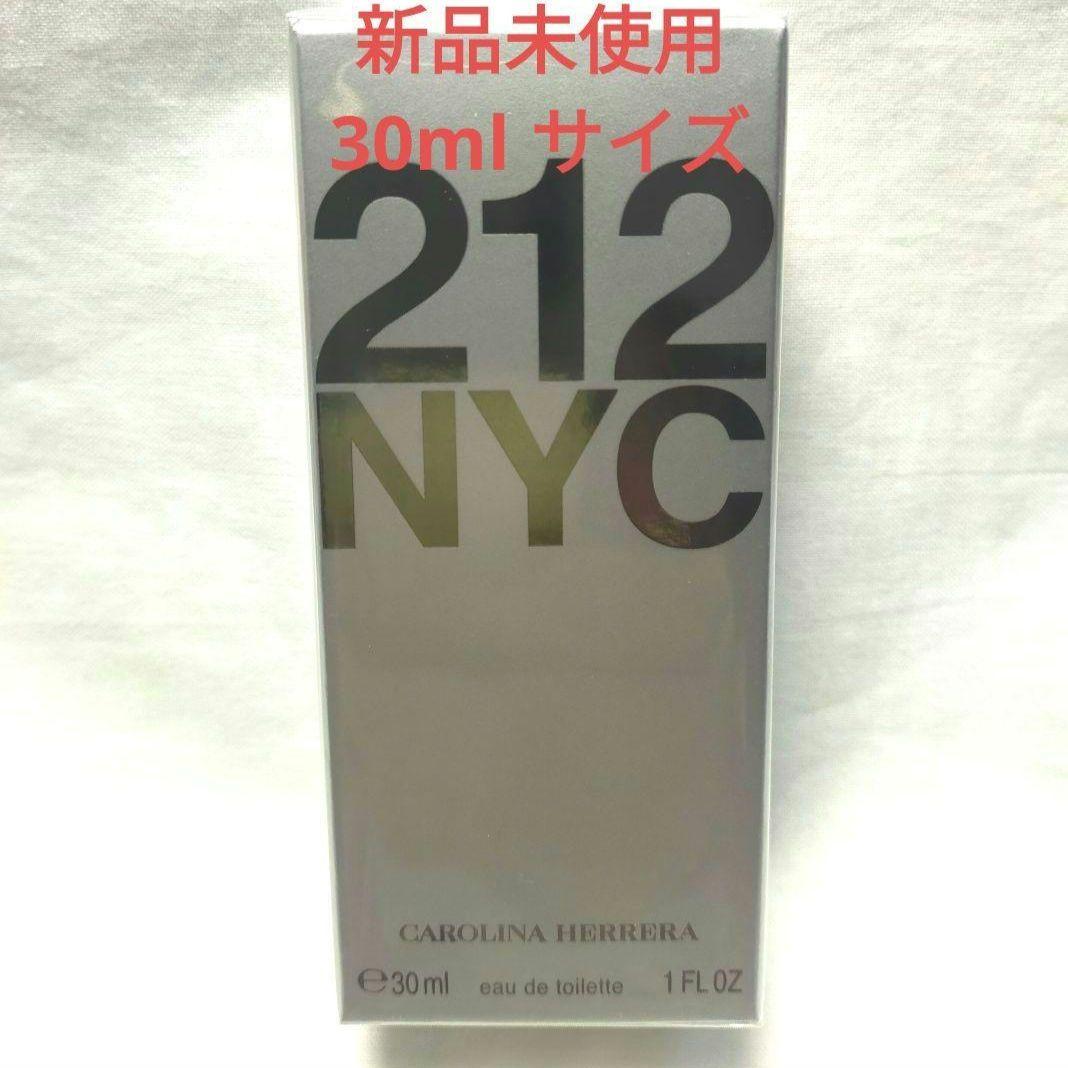 新品未使用
30ml サイズ
212
NYC
CAROLINA HERRERA
℮30ml eau de toilette 1 FL OZ